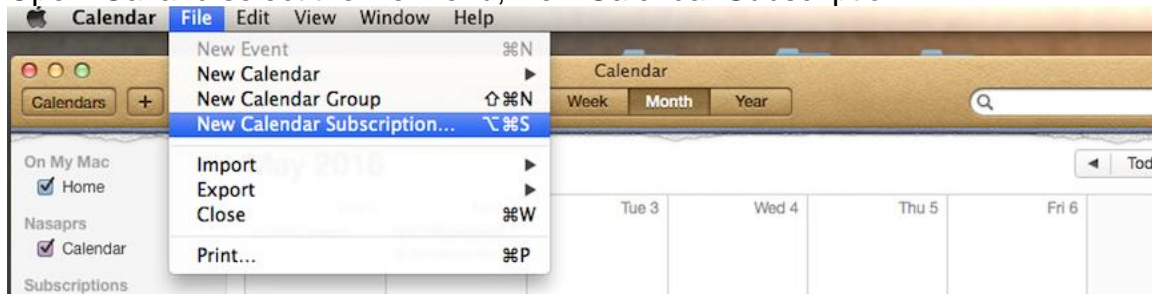 Calendar File Edit View Window Help
New Event ⌘N
New Calendar ▶
New Calendar Group ⇧⌘N
New Calendar Subscription... ⌥⌘S
Import ▶
Export ▶
Close ⌘W
Print... ⌘P
Calendar
Calendars + Week Month Year
On My Mac
Home
Nasaprs
Calendar
Subscriptions
May 2016
◀ Tod
Tue 3 Wed 4 Thu 5 Fri 6